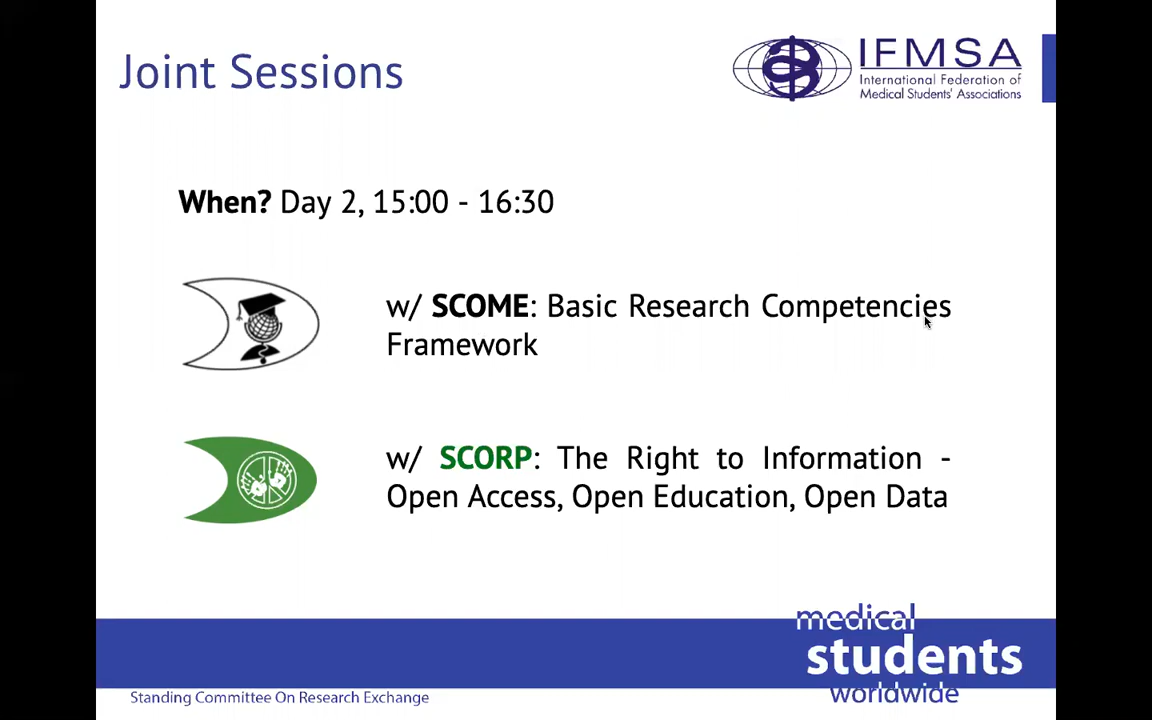 Joint Sessions
IFMSA
International Federation of
Medical Students' Associations
When? Day 2, 15:00 - 16:30
w/ SCOME: Basic Research Competencies
Framework
w/ SCORP: The Right to Information -
Open Access, Open Education, Open Data
medical
students
worldwide
Standing Committee On Research Exchange